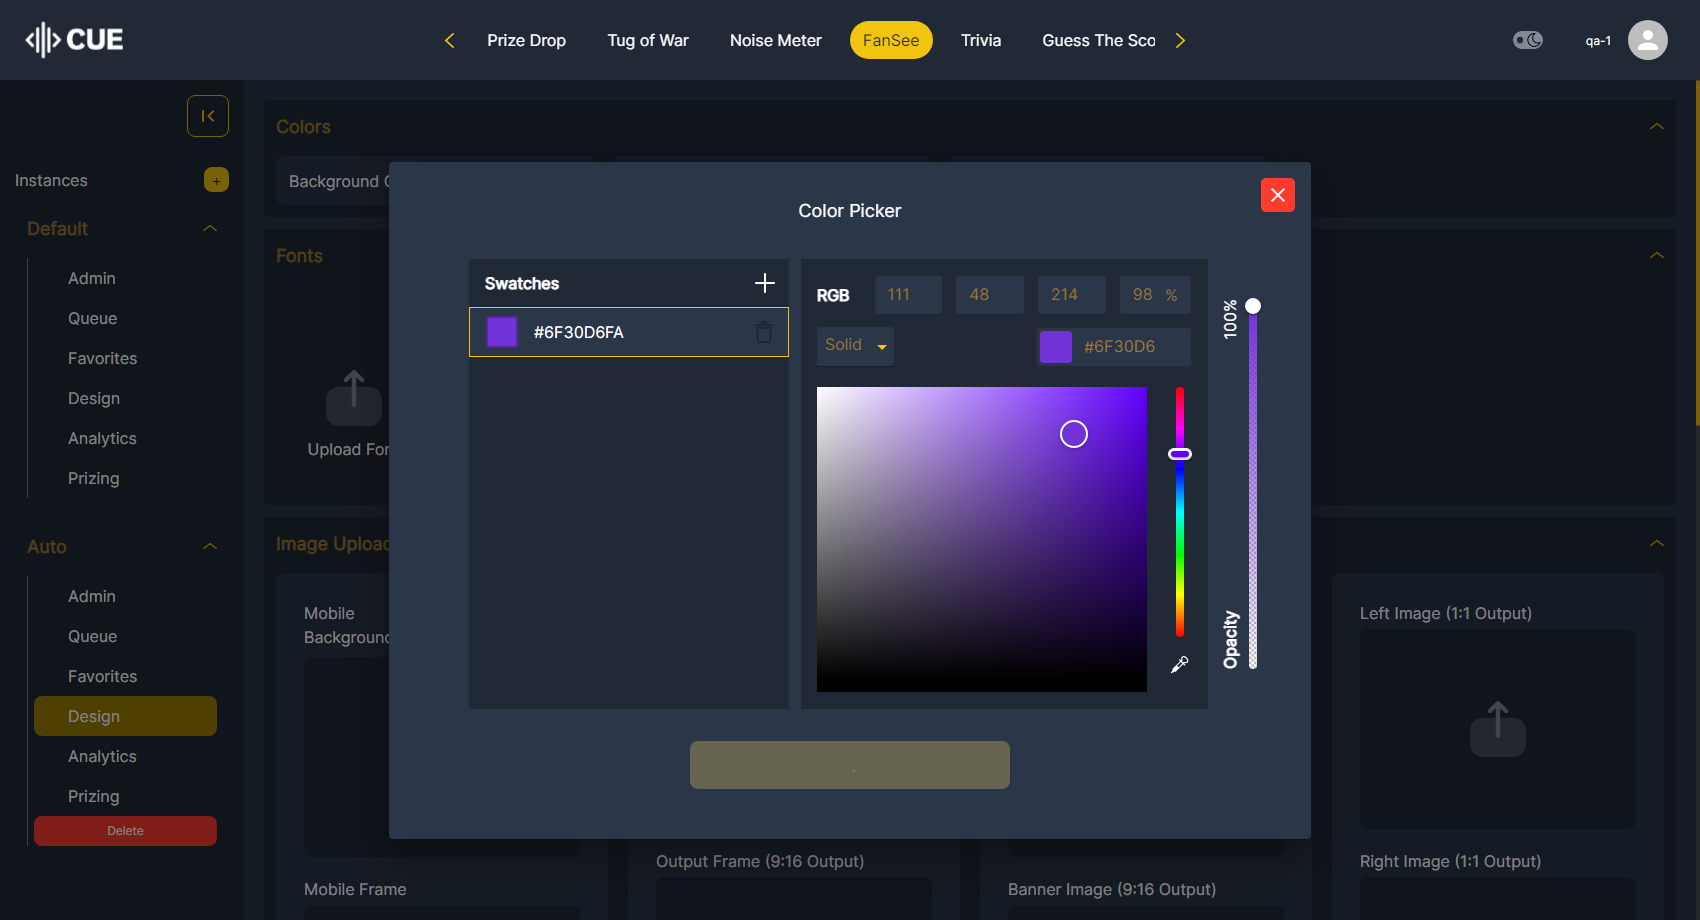 CUE
Prize Drop
Tug of War
Noise Meter
FanSee
Trivia
Guess The Sco
qa-1
Instances
+
Default
Admin
Queue
Favorites
Design
Analytics
Prizing
Auto
Admin
Queue
Favorites
Design
Analytics
Prizing
Delete
Colors
Background
Fonts
Upload
Image Upload
Mobile
Background
Mobile Frame
Output Frame (9:16 Output)
Banner Image (9:16 Output)
Left Image (1:1 Output)
Right Image (1:1 Output)
Color Picker
Swatches
#6F30D6FA
RGB 111 48 214 98 %
Solid
#6F30D6
100%
Opacity